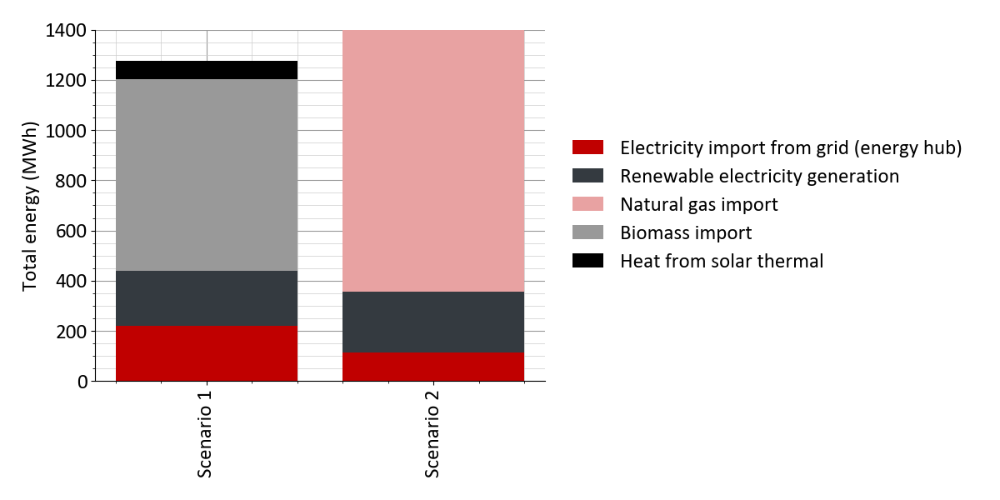 1400
1200
1000
800
600
400
200
0
Total energy (MWh)
Scenario 1
Scenario 2
Electricity import from grid (energy hub)
Renewable electricity generation
Natural gas import
Biomass import
Heat from solar thermal